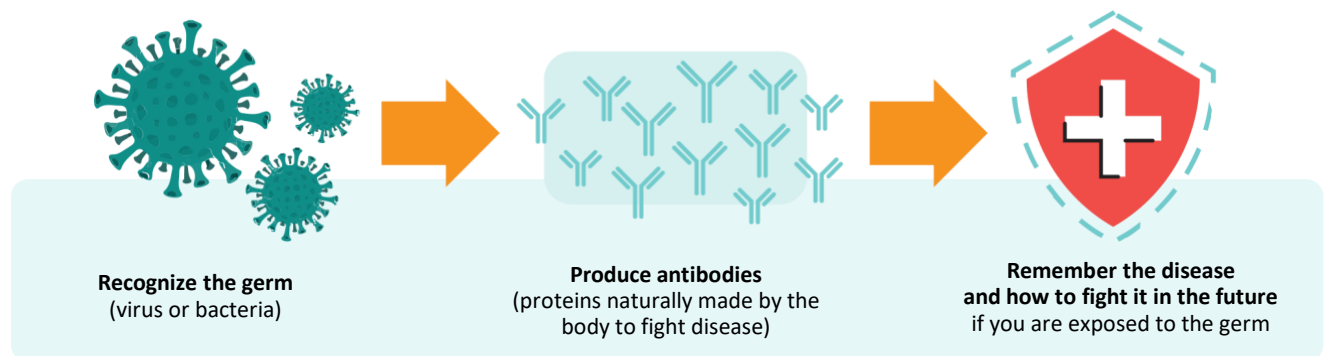 Recognize the germ
(virus or bacteria)
Produce antibodies
(proteins naturally made by the
body to fight disease)
Remember the disease
and how to fight it in the future
if you are exposed to the germ